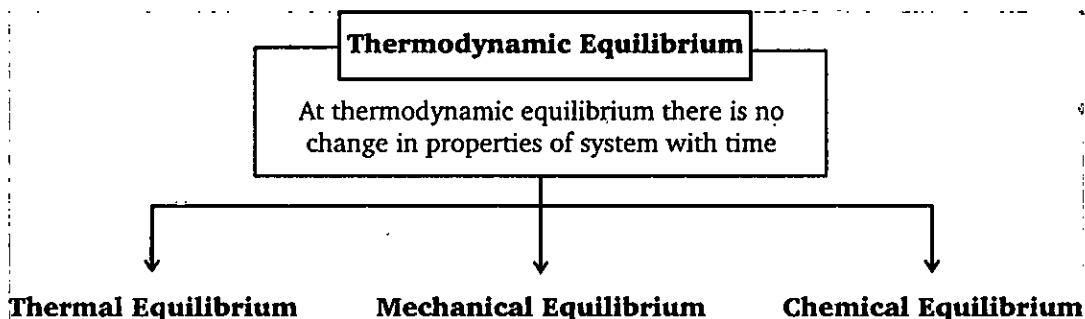 Thermodynamic Equilibrium
At thermodynamic equilibrium there is no
change in properties of system with time
Thermal Equilibrium Mechanical Equilibrium Chemical Equilibrium